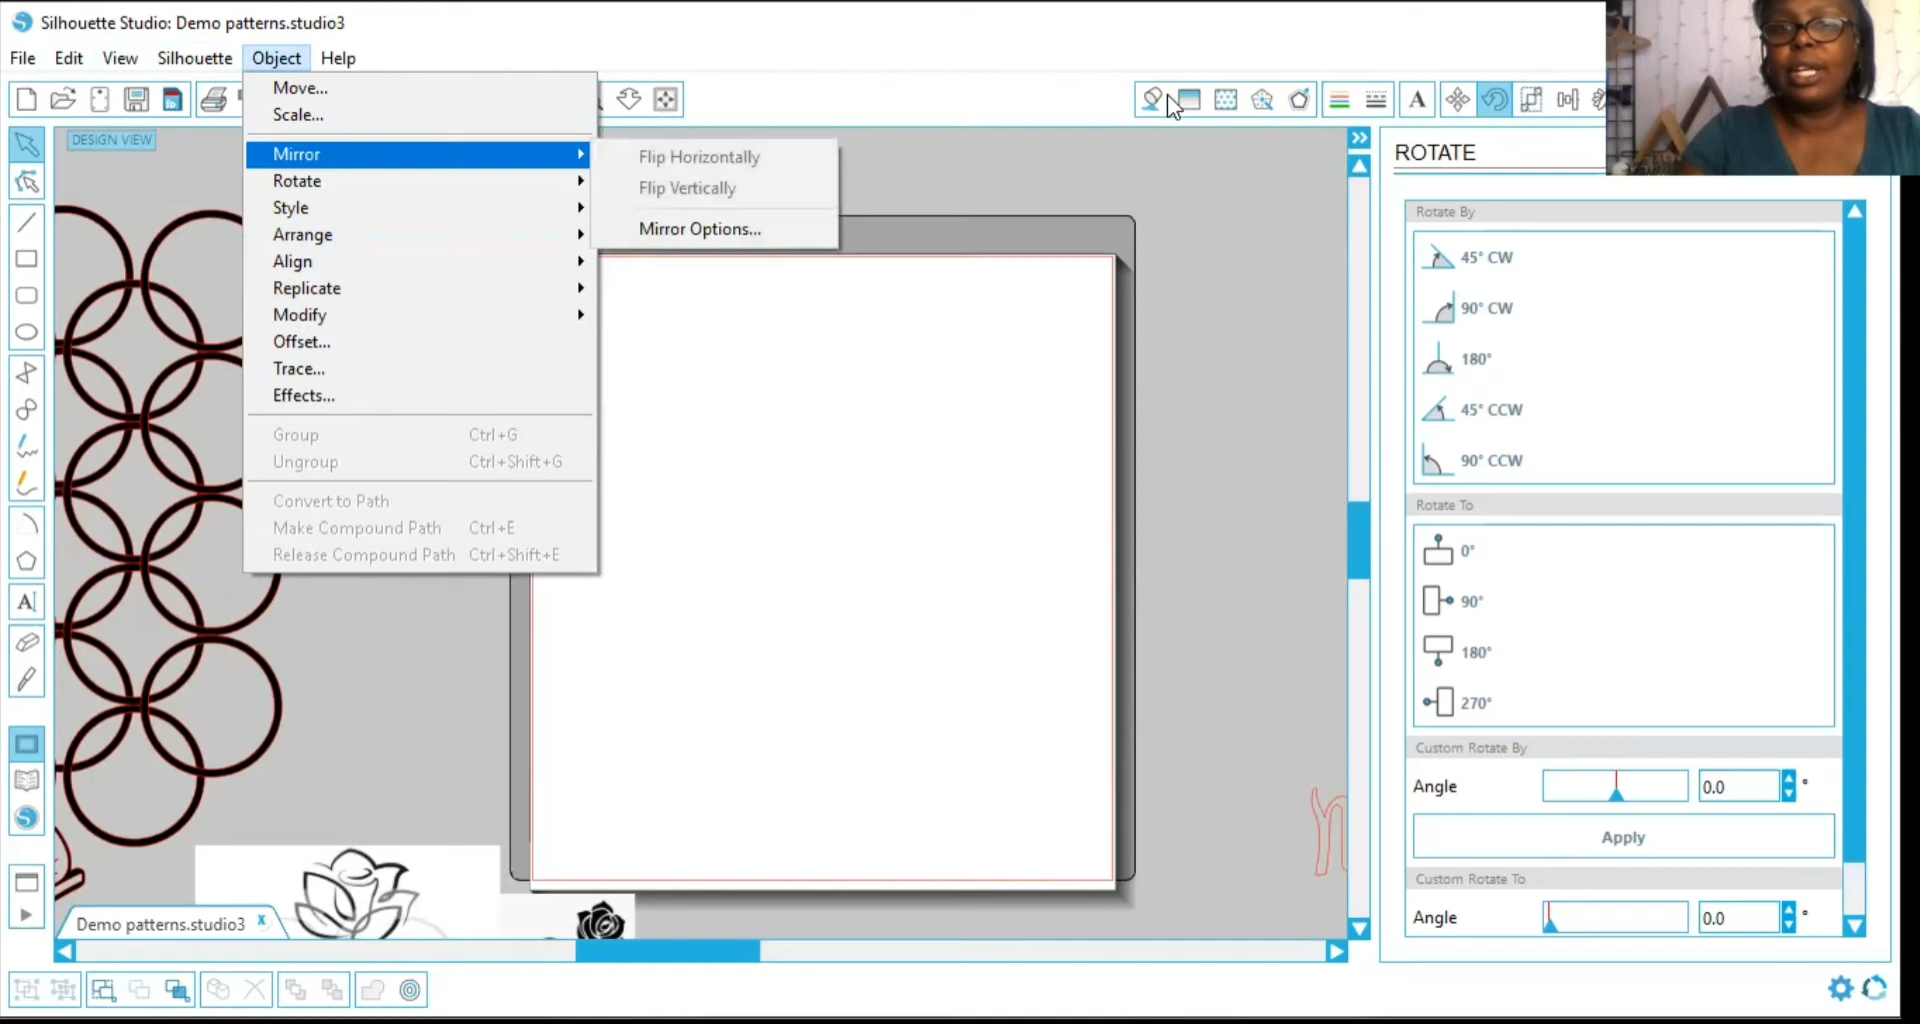 Silhouette Studio: Demo patterns.studio3
File Edit View Silhouette Object Help
DESIGN VIEW
Move...
Scale...
Mirror
Rotate
Style
Arrange
Align
Replicate
Modify
Offset...
Trace...
Effects...
Group Ctrl+G
Ungroup Ctrl+Shift+G
Convert to Path
Make Compound Path Ctrl+E
Release Compound Path Ctrl+Shift+E
Flip Horizontally
Flip Vertically
Mirror Options...
ROTATE
Rotate By
45° CW
90° CW
180°
45° CCW
90° CCW
Rotate To
0°
90°
180°
270°
Custom Rotate By
Angle 0.0 °
Apply
Custom Rotate To
Angle 0.0 °
Demo patterns.studio3 x